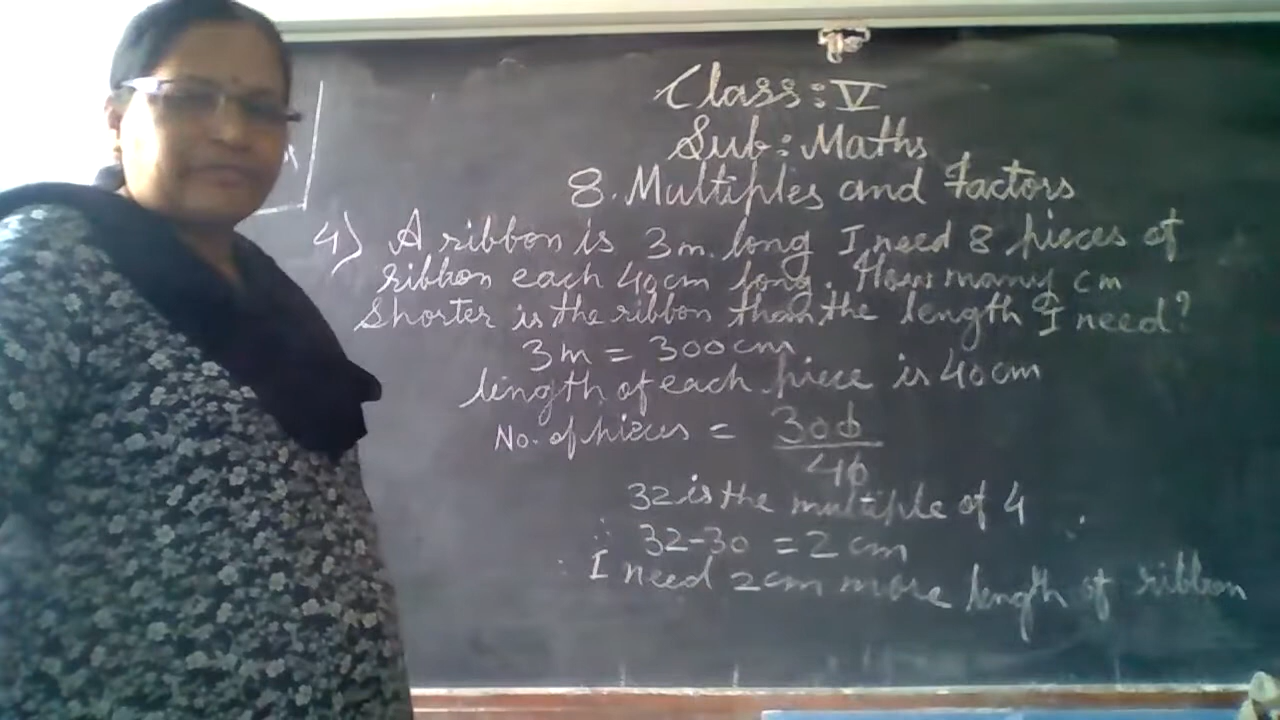 Class: V
Sub: Maths
8. Multiples and Factors
4) A ribbon is 3m. long I need 8 pieces of
ribbon each 40cm long. How many cm
Shorter is the ribbon than the length I need?
3m = 300cm
length of each piece is 40cm
No. of pieces = 300
40
32 is the multiple of 4
∴ 32-30 = 2cm
∴ I need 2cm more length of ribbon